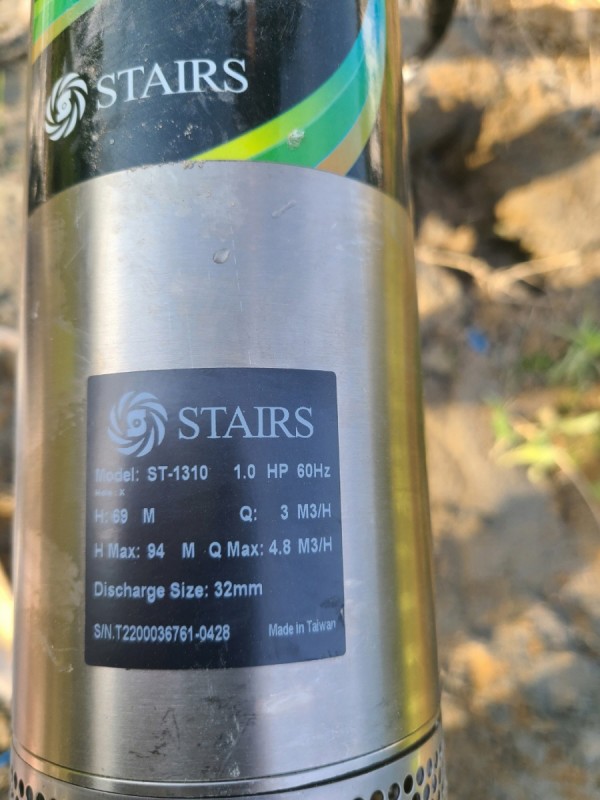 STAIRS
STAIRS
Model: ST-1310 1.0 HP 60Hz
H: 69 M Q: 3 M3/H
H Max: 94 M Q Max: 4.8 M3/H
Discharge Size: 32mm
S/N.T2200036761-0428 Made In Taiwan